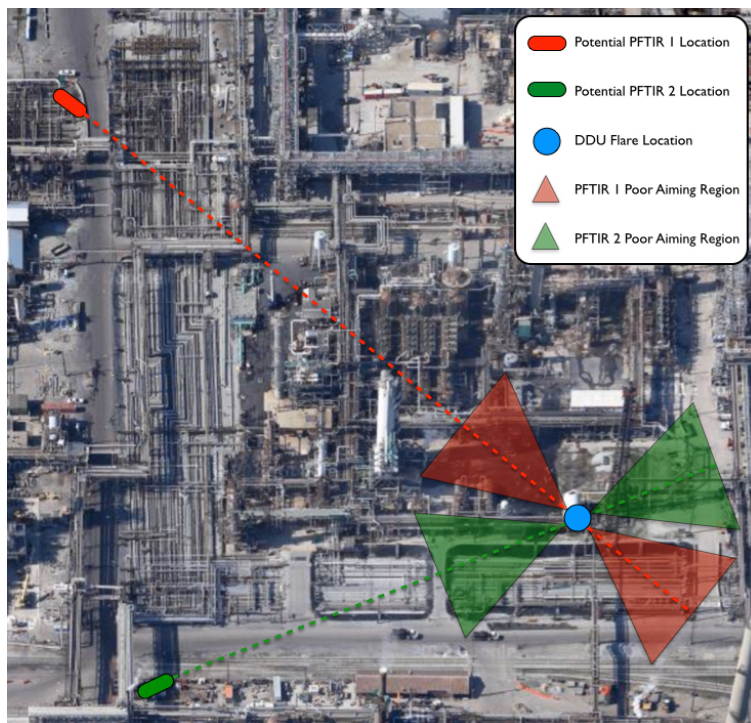 Potential PFTIR 1 Location
Potential PFTIR 2 Location
DDU Flare Location
PFTIR 1 Poor Aiming Region
PFTIR 2 Poor Aiming Region